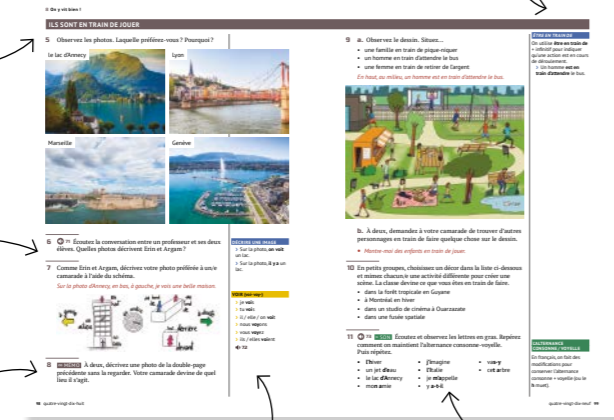 On y vit bien !
ILS SONT EN TRAIN DE JOUER
5 Observez les photos. Laquelle préférez-vous ? Pourquoi ?
le lac d'Annecy
Lyon
Marseille
Genève
6 Écoutez la conversation entre un professeur et ses deux
élèves. Quelles photos décrivent Erin et Argam ?
7 Comme Erin et Argam, décrivez votre photo préférée à un/e
camarade à l'aide du schéma.
Sur la photo d'Annecy, en bas, à gauche, je vois une belle maison.
8 À deux, décrivez une photo de la double-page
précédente sans la regarder. Votre camarade devine de quel
lieu il s'agit.
DÉCRIRE UNE IMAGE
> Sur la photo, on voit
un lac.
> Sur la photo, il y a un
lac.
VOIR (voi-voy-)
> je vois
> tu vois
> il / elle / on voit
> nous voyons
> vous voyez
> ils / elles voient
98 quatre-vingt-dix-huit
9 a. Observez le dessin. Situez...
• une famille en train de pique-niquer
• un homme en train d'attendre le bus
• une femme en train de retirer de l'argent
En haut, au milieu, un homme est en train d'attendre le bus.
b. À deux, demandez à votre camarade de trouver d'autres
personnages en train de faire quelque chose sur le dessin.
• Montre-moi des enfants en train de jouer.
10 En petits groupes, choisissez un décor dans la liste ci-dessous
et mimez chacun/e une activité différente pour créer une
scène. La classe devine ce que vous êtes en train de faire.
• dans la forêt tropicale en Guyane
• à Montréal en hiver
• dans un studio de cinéma à Ouarzazate
• dans une fusée spatiale
11 Écoutez et observez les lettres en gras. Repérez
comment on maintient l'alternance consonne-voyelle.
Puis répétez.
• l'hiver
• un jet d'eau
• le lac d'Annecy
• mon amie
• j'imagine
• l'Italie
• je m'appelle
• y a-t-il
• vas-y
• cet arbre
ÊTRE EN TRAIN DE
On utilise être en train de
+ infinitif pour indiquer
qu'une action est en cours
de déroulement.
> Un homme est en
train d'attendre le bus.
L'ALTERNANCE
CONSONNE / VOYELLE
En français, on fait des
modifications pour
conserver l'alternance
consonne + voyelle (ou le
h muet).
quatre-vingt-dix-neuf 99